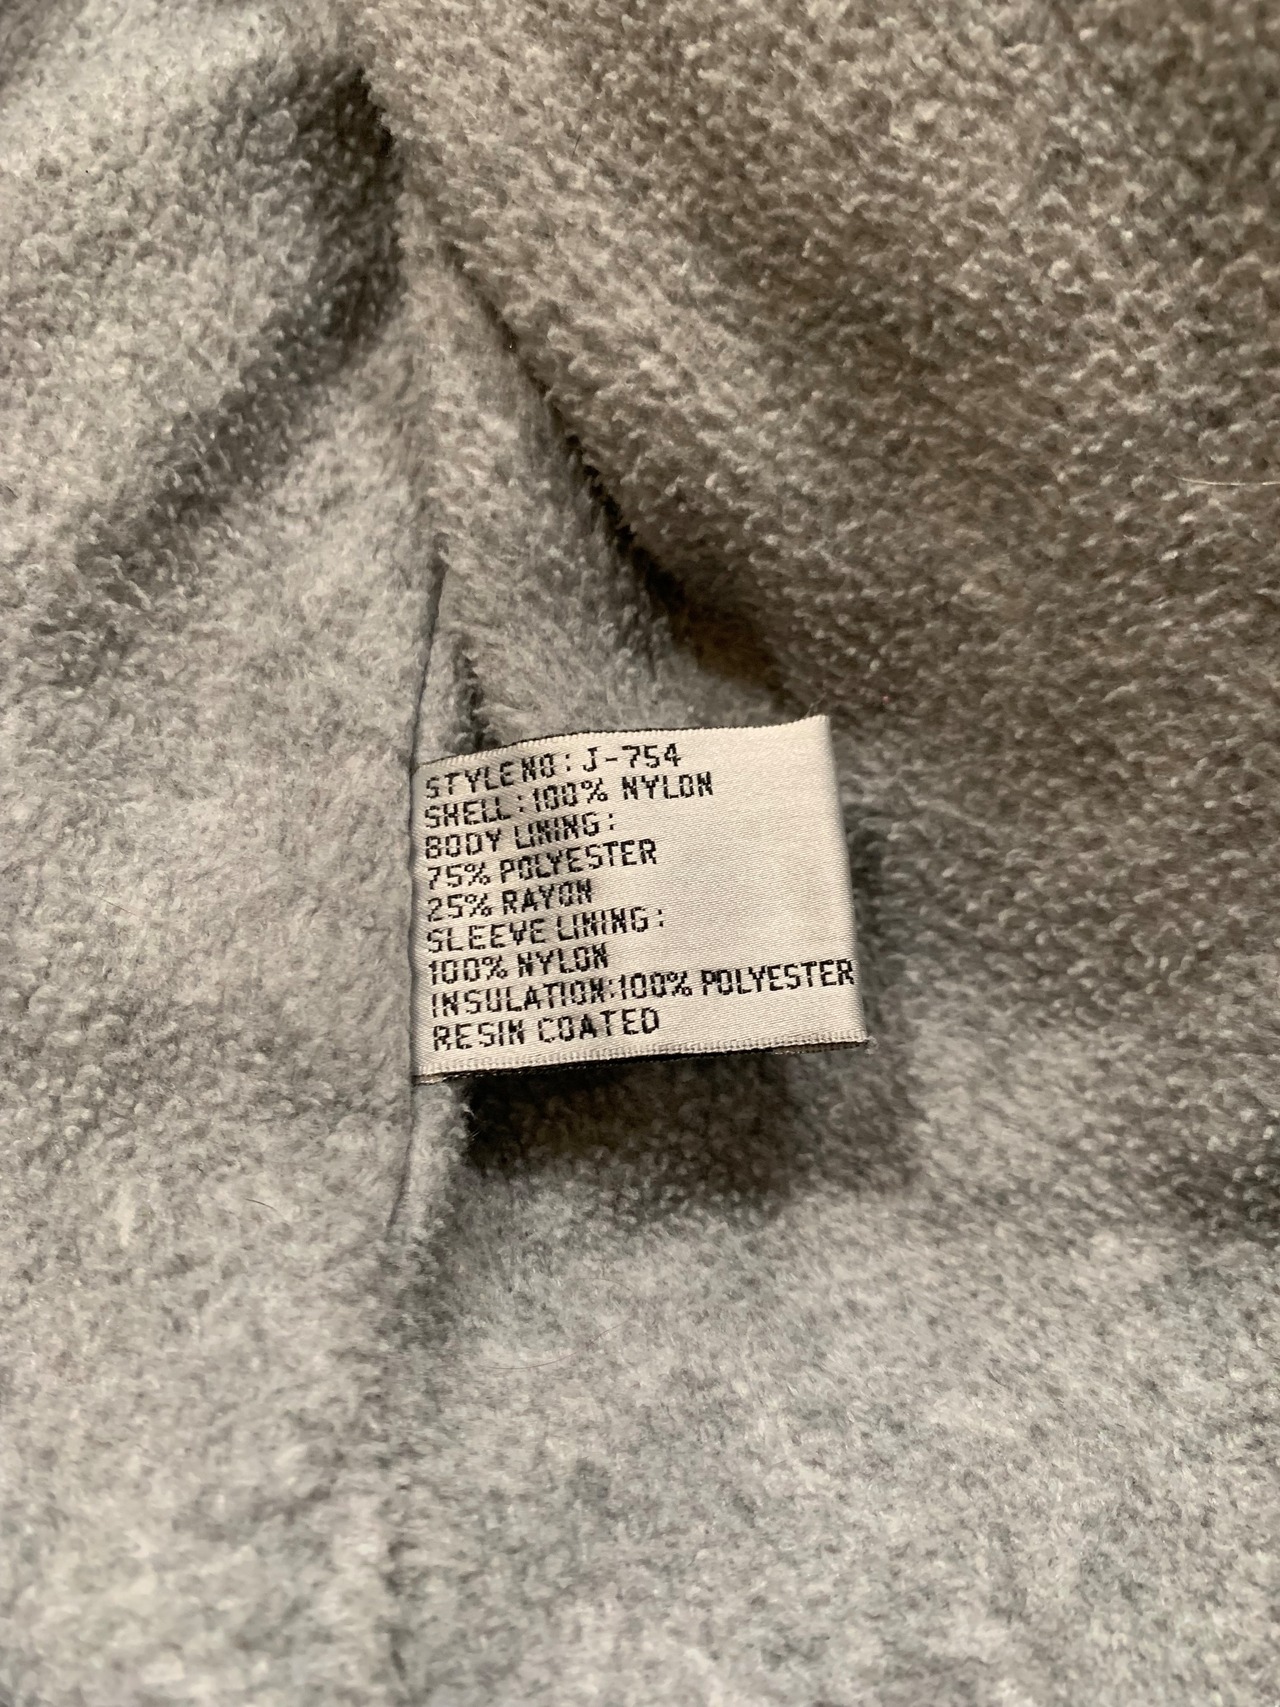 STYLE NO: J-754
SHELL: 100% NYLON
BODY LINING:
75% POLYESTER
25% RAYON
SLEEVE LINING:
100% NYLON
INSULATION:100% POLYESTER
RESIN COATED